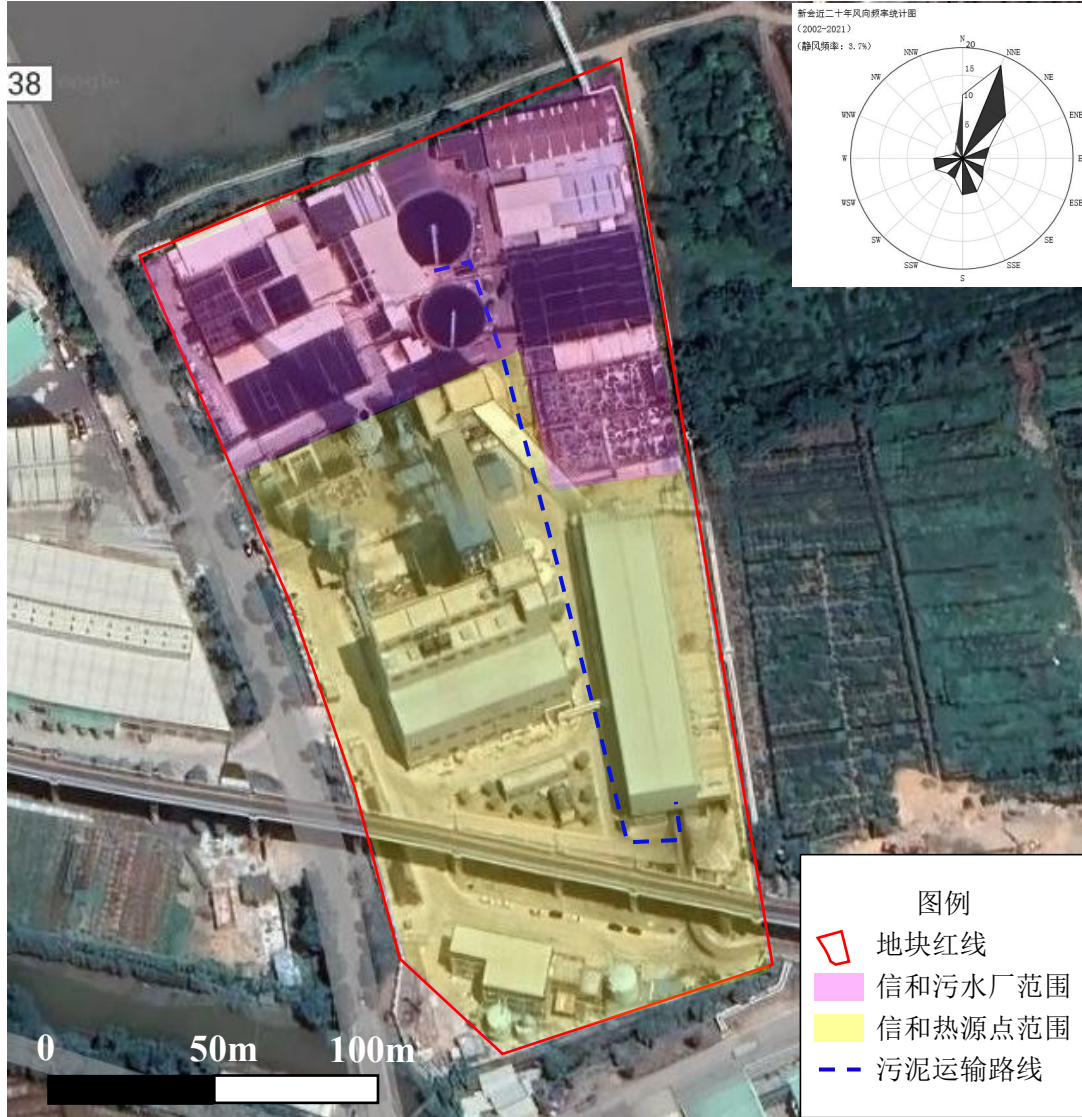 新会近二十年风向频率统计图
(2002-2021)
(静风频率: 3.7%)
N
NNE
NE
ENE
E
ESE
SE
SSE
S
SSW
SW
WSW
W
WNW
NW
NNW
20
15
10
5
38
图例
地块红线
信和污水厂范围
信和热源点范围
污泥运输路线
0 50m 100m